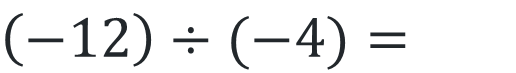 (−12) ÷ (−4) =